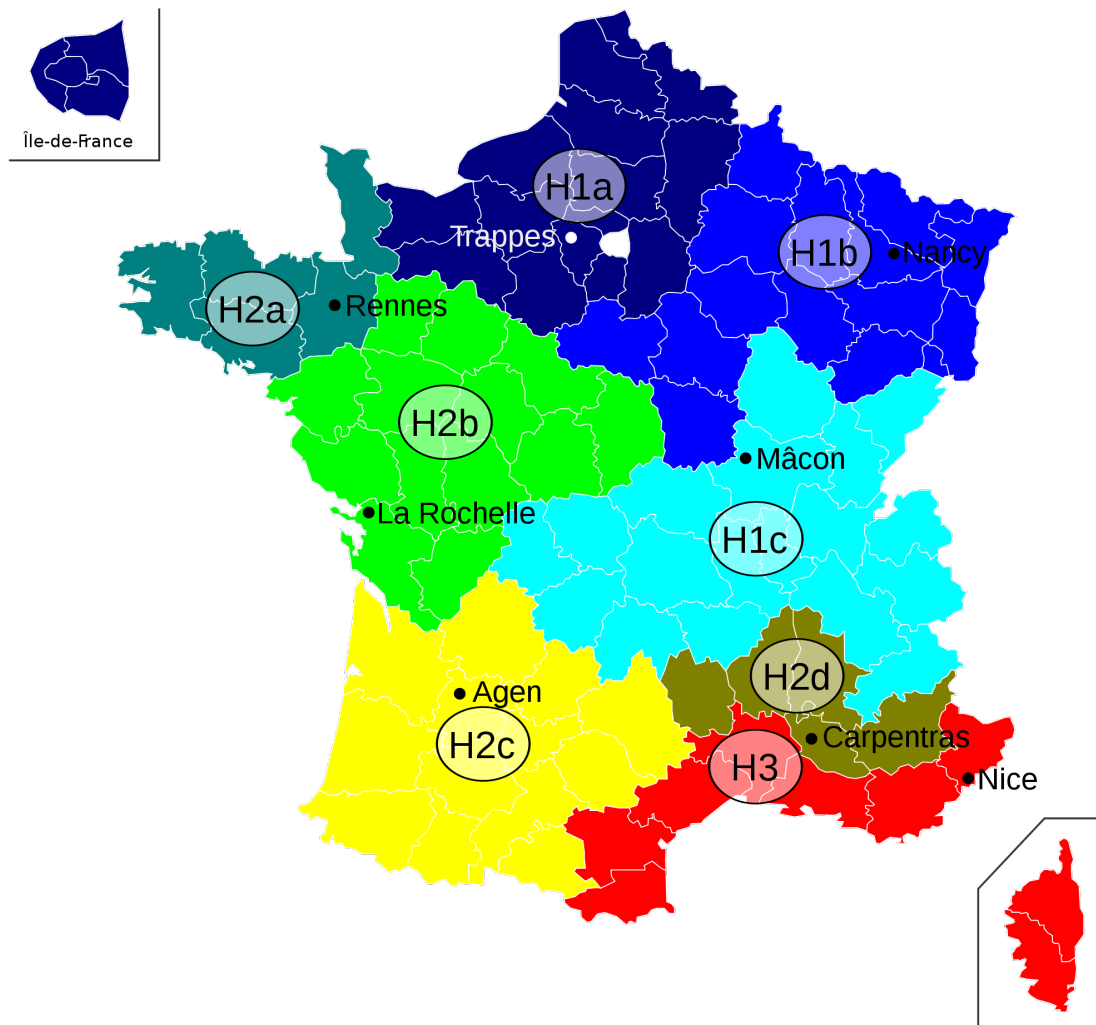 Île-de-France
H1a
Trappes
H1b
Nancy
H2a
Rennes
H2b
Mâcon
La Rochelle
H1c
H2d
Agen
Carpentras
H2c
H3
Nice